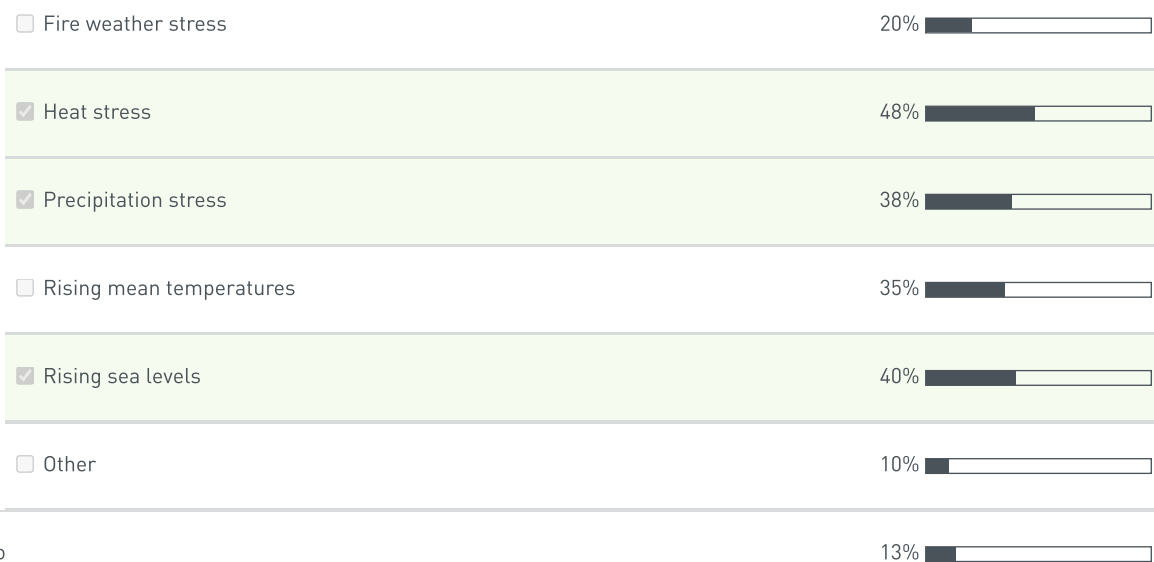 Fire weather stress 20%
Heat stress 48%
Precipitation stress 38%
Rising mean temperatures 35%
Rising sea levels 40%
Other 10%
13%